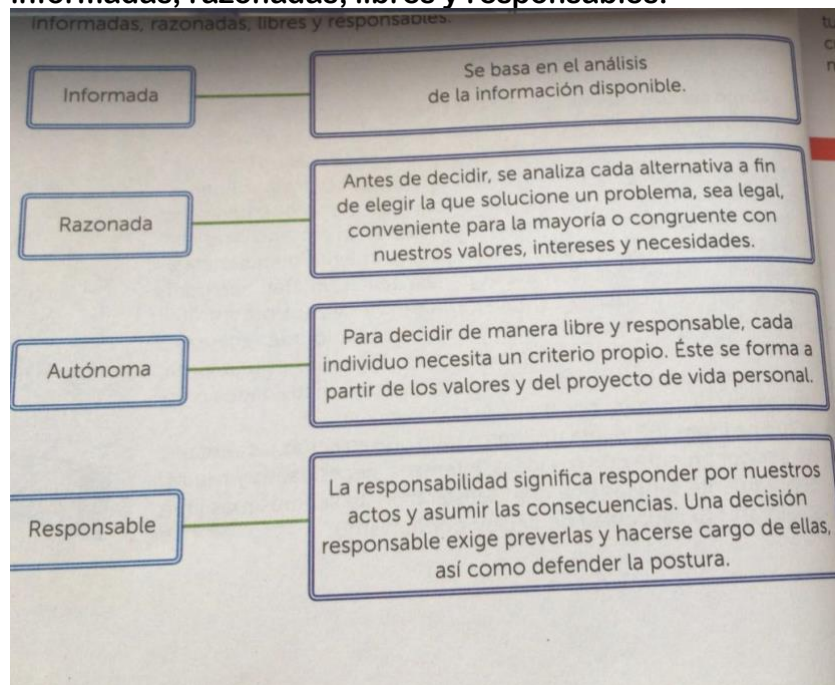 informadas, razonadas, libres y responsables.
informadas, razonadas, libres y responsables.
Informada
Se basa en el análisis
de la información disponible.
Razonada
Antes de decidir, se analiza cada alternativa a fin
de elegir la que solucione un problema, sea legal,
conveniente para la mayoría o congruente con
nuestros valores, intereses y necesidades.
Autónoma
Para decidir de manera libre y responsable, cada
individuo necesita un criterio propio. Éste se forma a
partir de los valores y del proyecto de vida personal.
Responsable
La responsabilidad significa responder por nuestros
actos y asumir las consecuencias. Una decisión
responsable exige preverlas y hacerse cargo de ellas,
así como defender la postura.